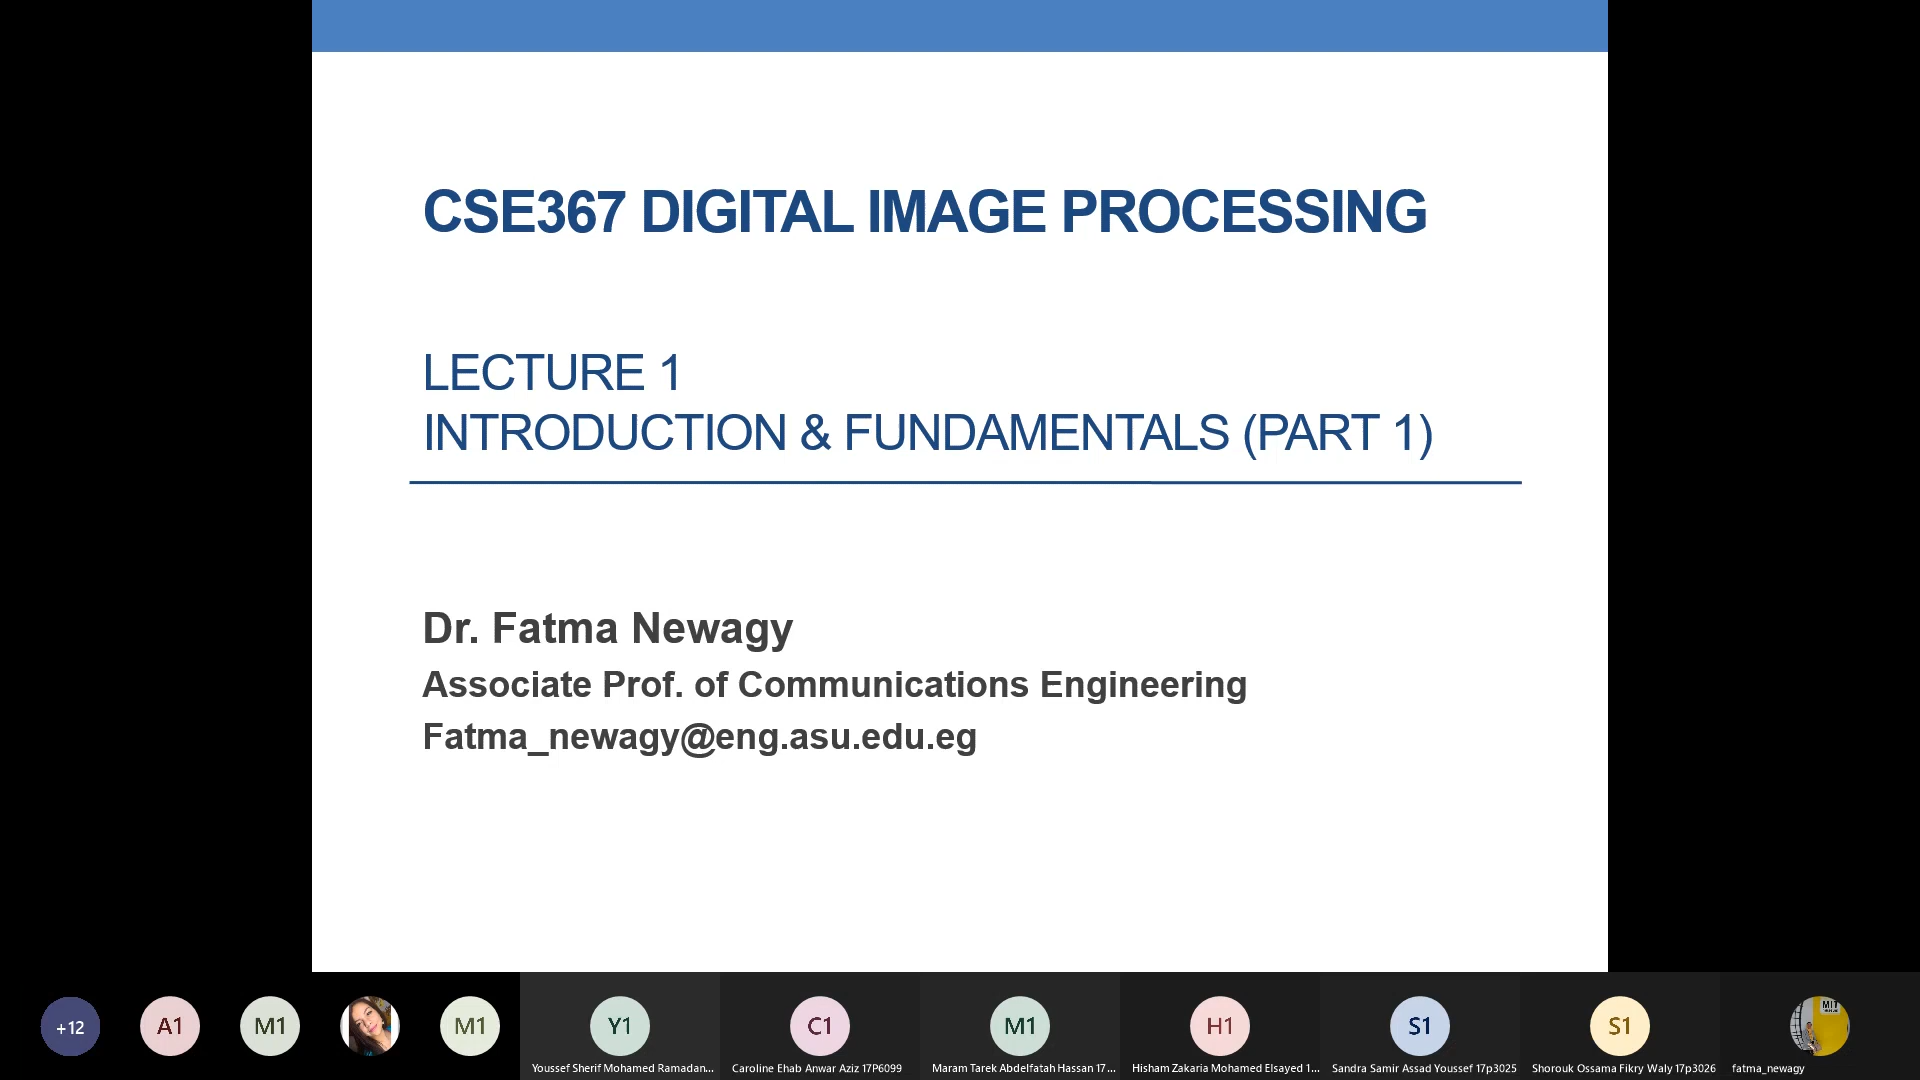 CSE367 DIGITAL IMAGE PROCESSING
LECTURE 1
INTRODUCTION & FUNDAMENTALS (PART 1)
Dr. Fatma Newagy
Associate Prof. of Communications Engineering
Fatma_newagy@eng.asu.edu.eg
+12
A1
M1
M1
Y1
C1
M1
H1
S1
S1
MIT
Youssef Sherif Mohamed Ramadan...
Caroline Ehab Anwar Aziz 17P6099
Maram Tarek Abdelfatah Hassan 17...
Hisham Zakaria Mohamed Elsayed 1...
Sandra Samir Assad Youssef 17p3025
Shorouk Ossama Fikry Waly 17p3026
fatma_newagy